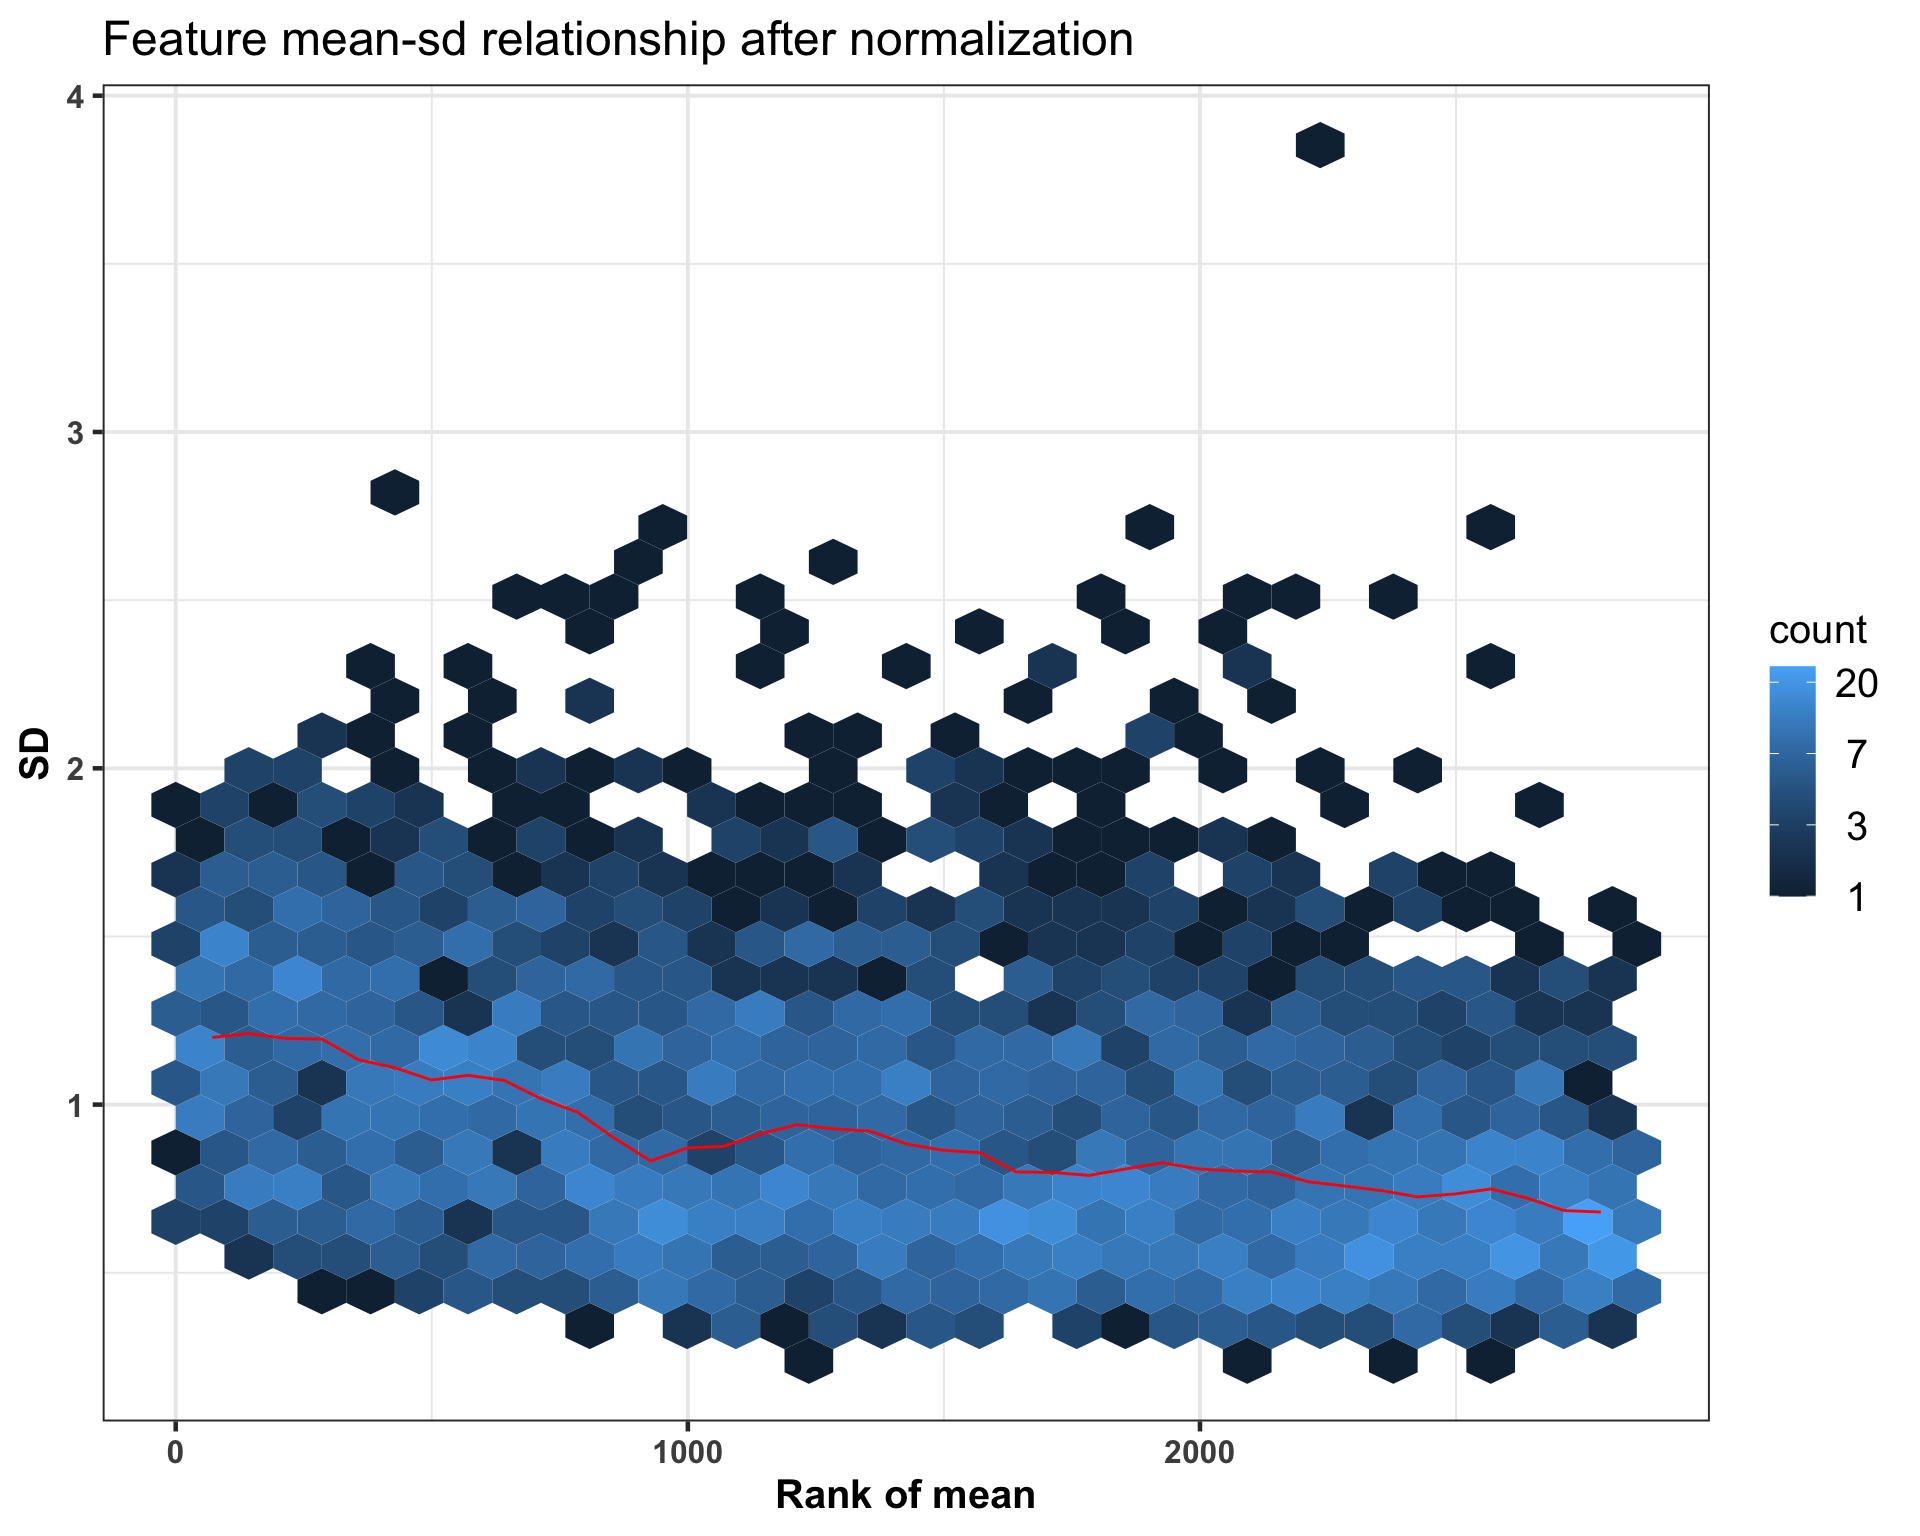 Feature mean-sd relationship after normalization
4
3
2
1
SD
0
1000
2000
Rank of mean
count
20
7
3
1